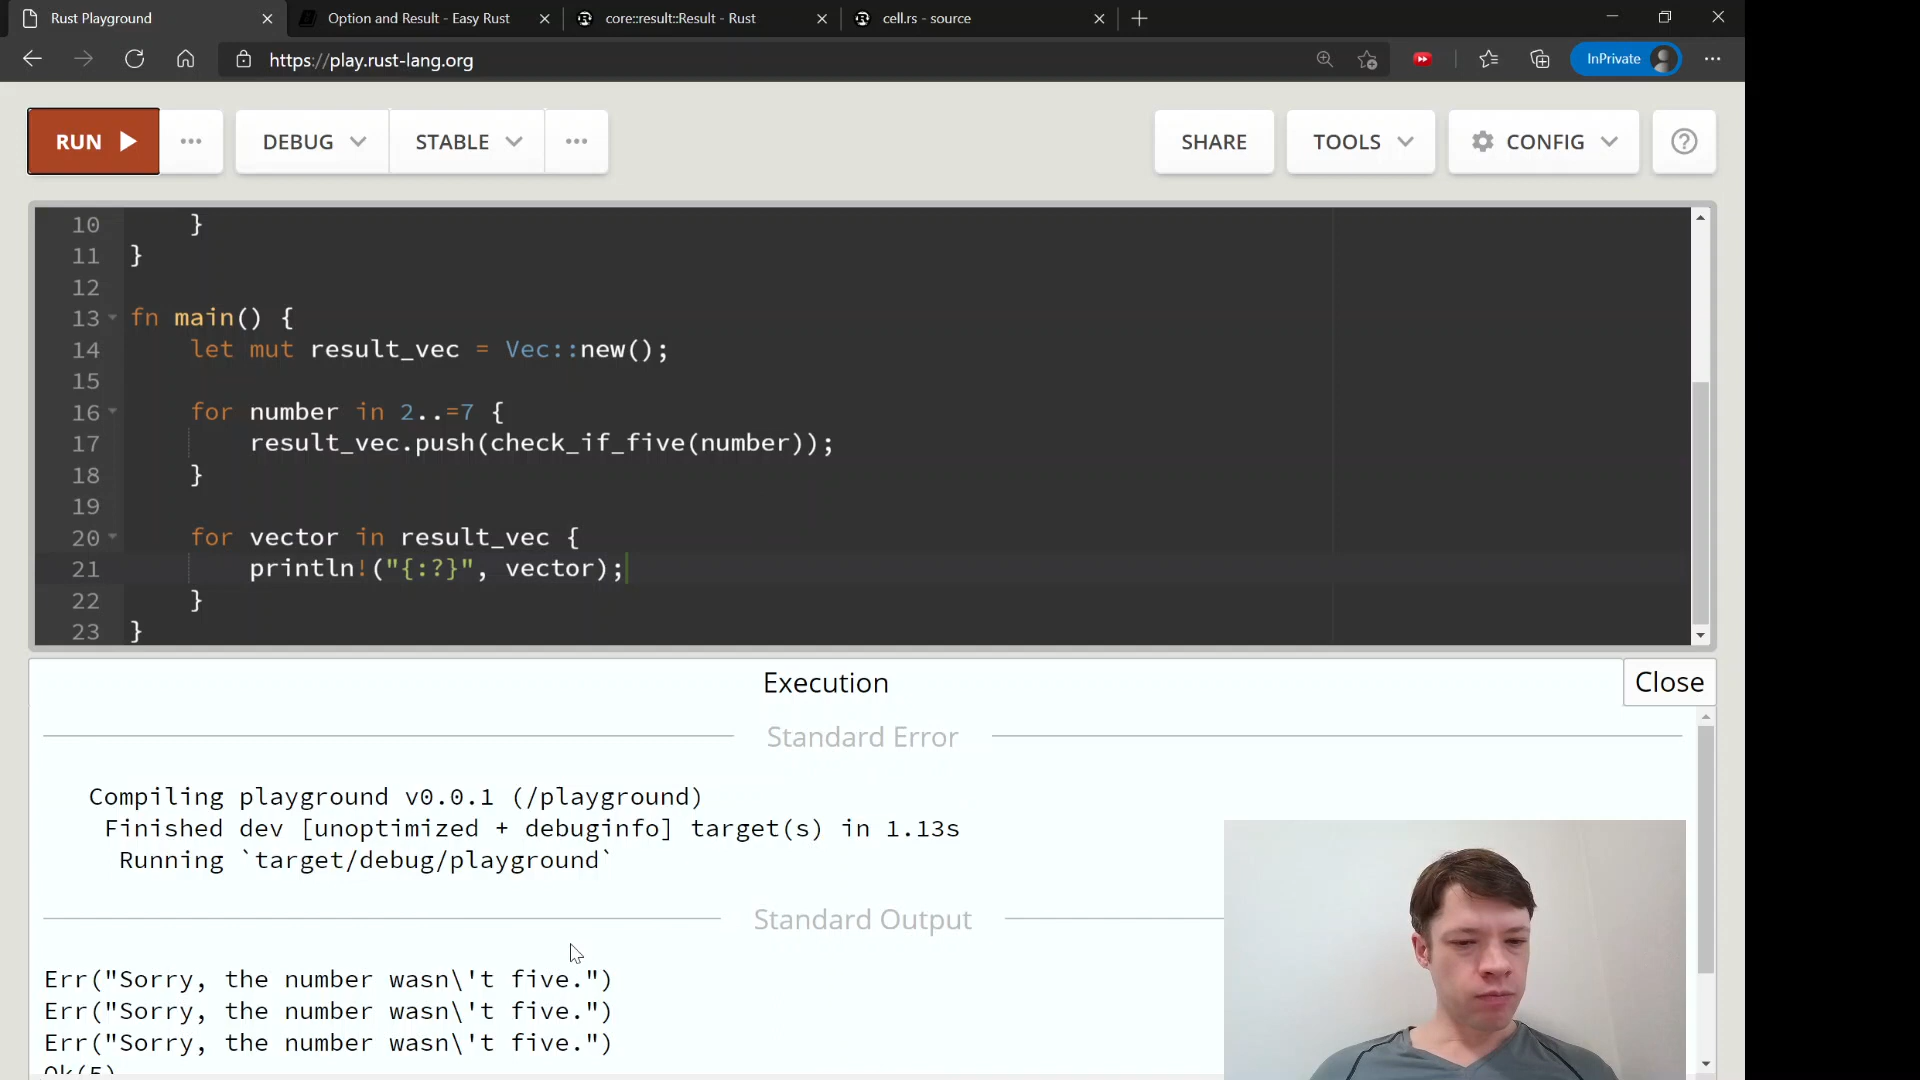 Rust Playground
Option and Result - Easy Rust
core::result::Result - Rust
cell.rs - source
https://play.rust-lang.org
InPrivate
RUN
DEBUG
STABLE
SHARE
TOOLS
CONFIG
10 }
11 }
12
13 fn main() {
14 let mut result_vec = Vec::new();
15
16 for number in 2..=7 {
17 result_vec.push(check_if_five(number));
18 }
19
20 for vector in result_vec {
21 println!("{:?}", vector);
22 }
23 }
Execution
Close
Standard Error
Compiling playground v0.0.1 (/playground)
Finished dev [unoptimized + debuginfo] target(s) in 1.13s
Running `target/debug/playground`
Standard Output
Err("Sorry, the number wasn\'t five.")
Err("Sorry, the number wasn\'t five.")
Err("Sorry, the number wasn\'t five.")
Ok(5)